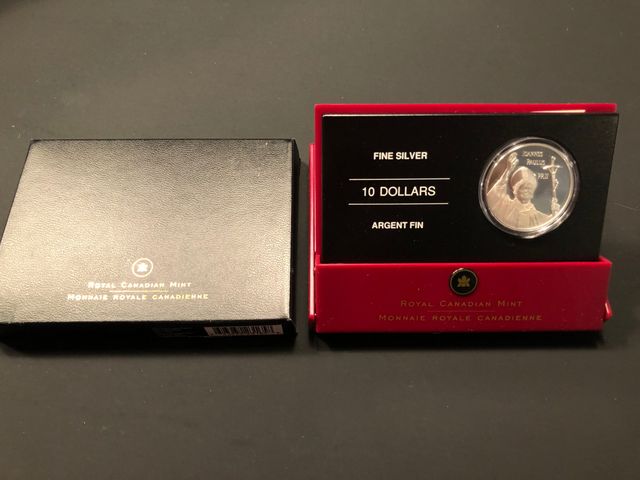 ROYAL CANADIAN MINT
MONNAIE ROYALE CANADIENNE
FINE SILVER
10 DOLLARS
ARGENT FIN
IOANNES
PAULUS
PP.II
ROYAL CANADIAN MINT
MONNAIE ROYALE CANADIENNE